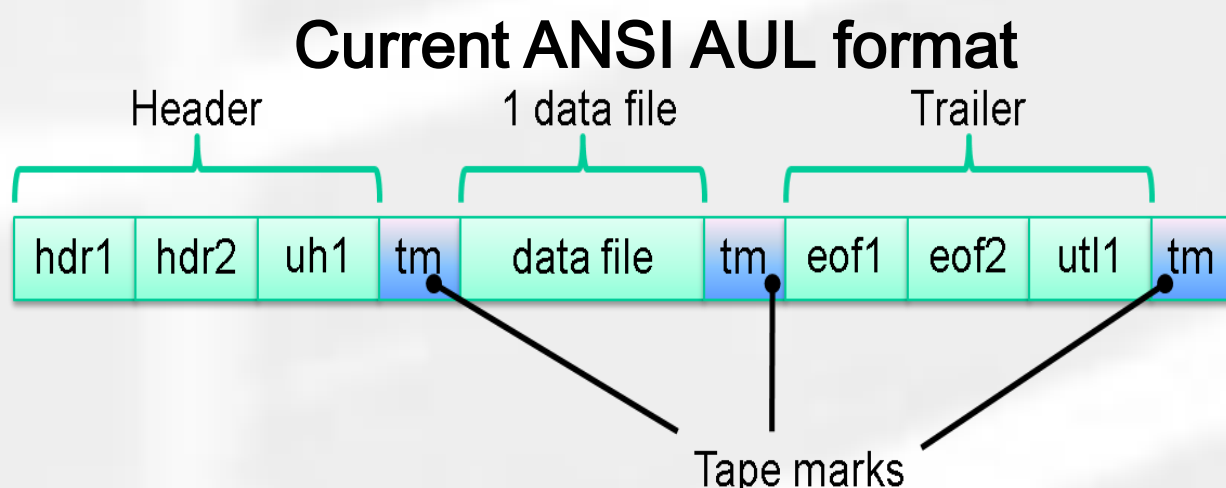 Current ANSI AUL format
Header 1 data file Trailer
hdr1 hdr2 uh1 tm data file tm eof1 eof2 utl1 tm
Tape marks